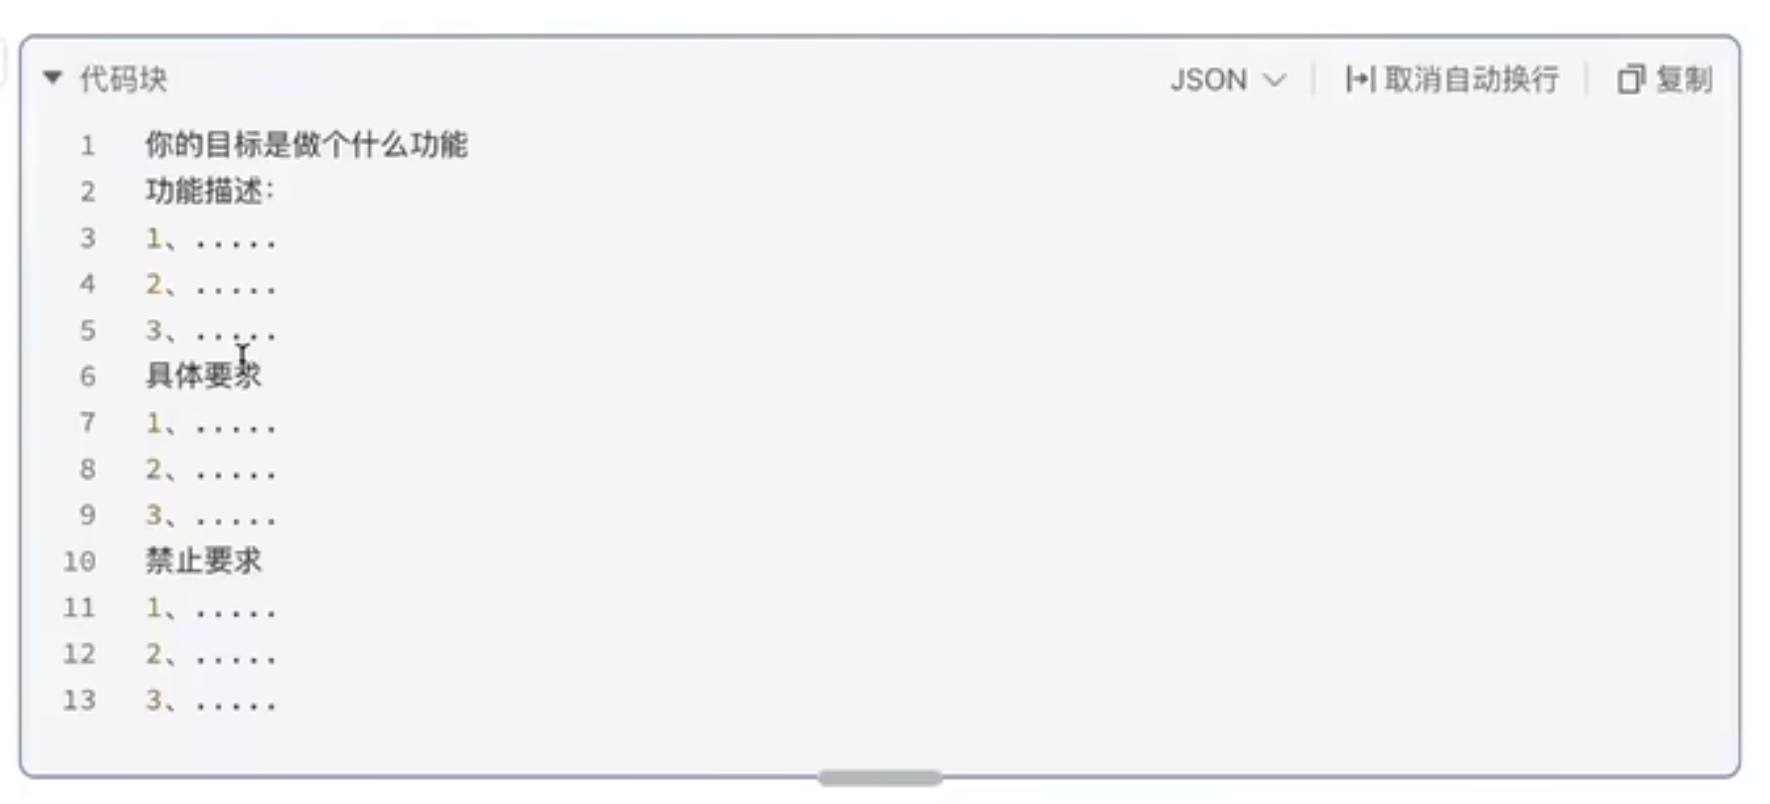 代码块 JSON 取消自动换行 复制
1 你的目标是做个什么功能
2 功能描述:
3 1、.....
4 2、.....
5 3、.....
6 具体要求
7 1、.....
8 2、.....
9 3、.....
10 禁止要求
11 1、.....
12 2、.....
13 3、.....